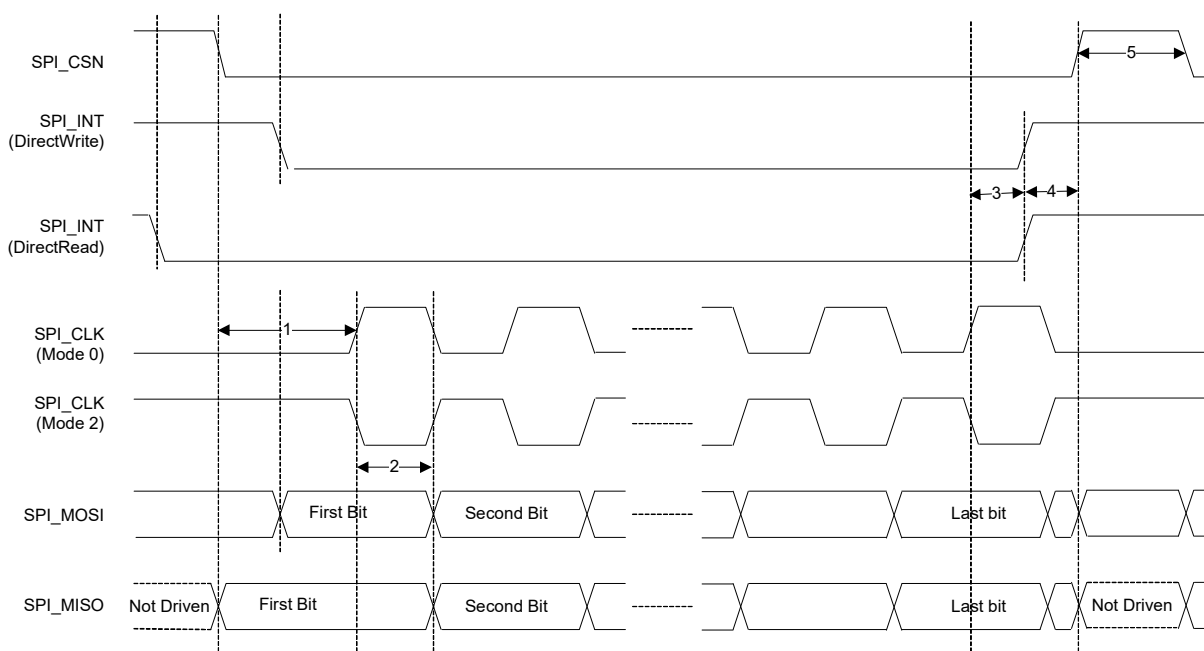 SPI_CSN
5
SPI_INT
(DirectWrite)
3
4
SPI_INT
(DirectRead)
SPI_CLK
(Mode 0)
1
SPI_CLK
(Mode 2)
2
SPI_MOSI
First Bit
Second Bit
Last bit
SPI_MISO
Not Driven
First Bit
Second Bit
Last bit
Not Driven